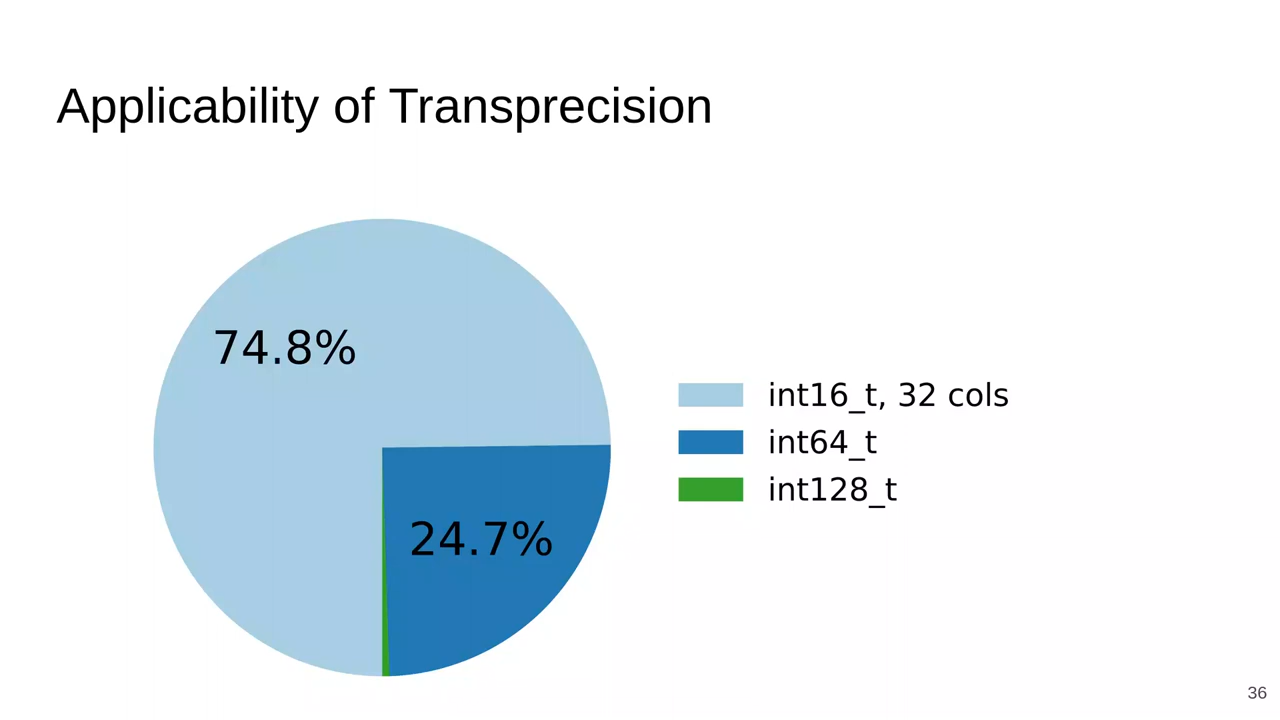 Applicability of Transprecision
74.8%
24.7%
int16_t, 32 cols
int64_t
int128_t
36